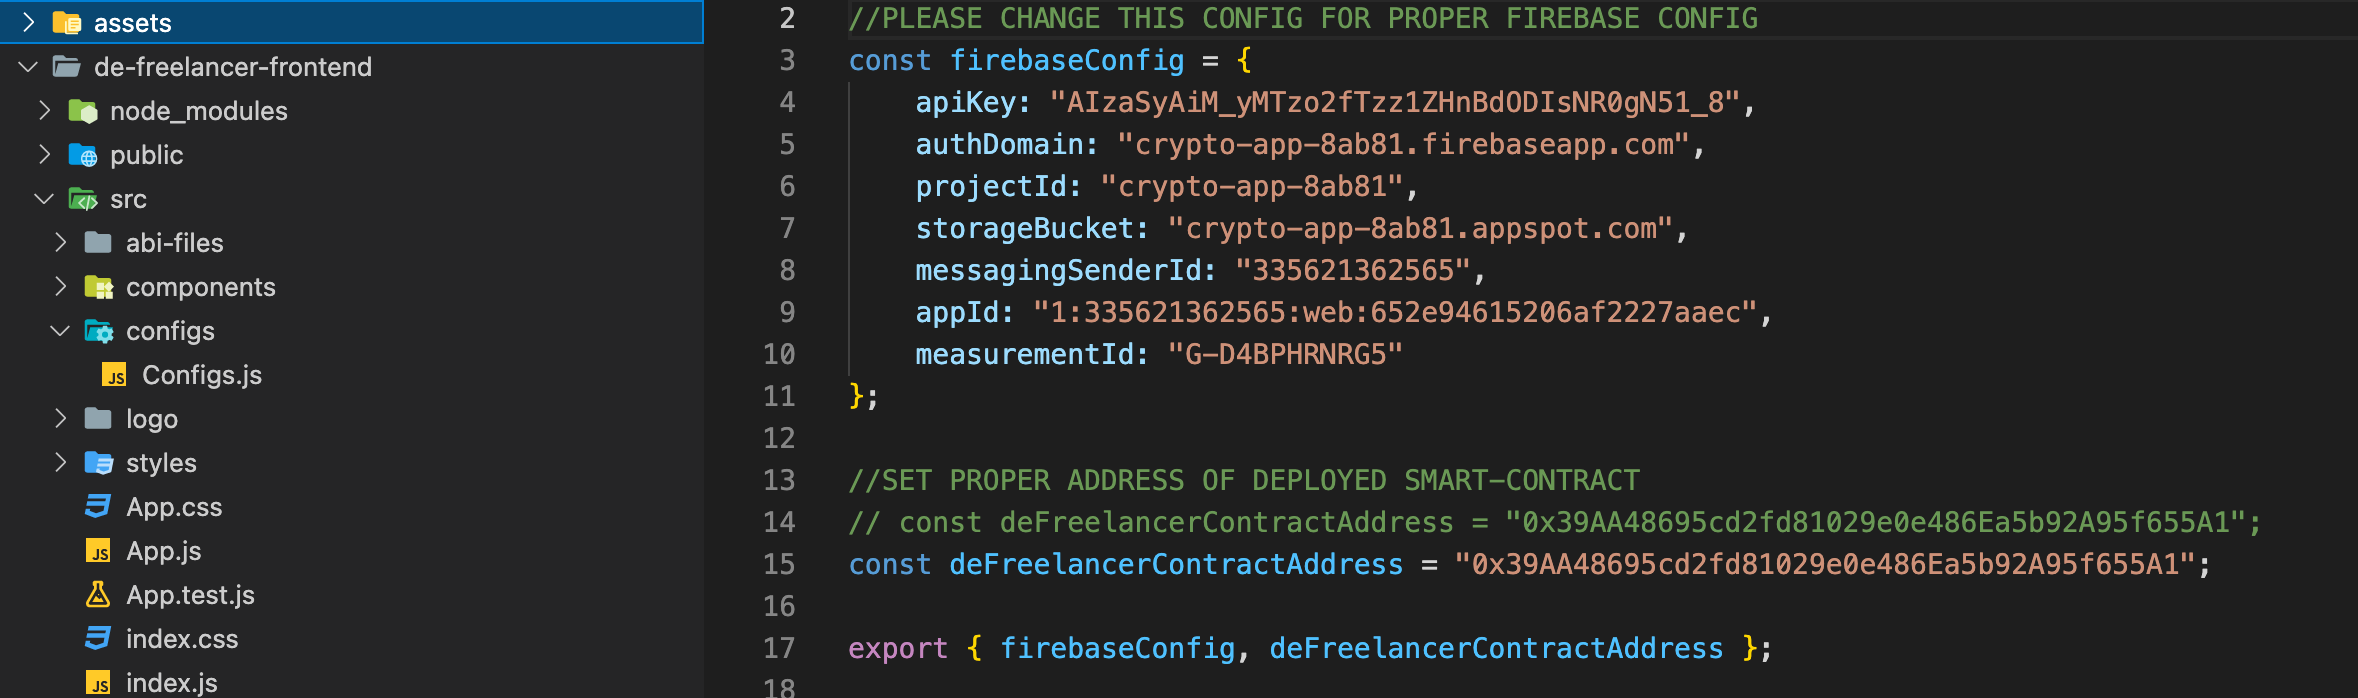 assets
de-freelancer-frontend
node_modules
public
src
abi-files
components
configs
JS Configs.js
logo
styles
App.css
JS App.js
App.test.js
index.css
JS index.js
2 //PLEASE CHANGE THIS CONFIG FOR PROPER FIREBASE CONFIG
3 const firebaseConfig = {
4 apiKey: "AIzaSyAiM_yMTzo2fTzz1ZHnBdODIsNR0gN51_8",
5 authDomain: "crypto-app-8ab81.firebaseapp.com",
6 projectId: "crypto-app-8ab81",
7 storageBucket: "crypto-app-8ab81.appspot.com",
8 messagingSenderId: "335621362565",
9 appId: "1:335621362565:web:652e94615206af2227aaec",
10 measurementId: "G-D4BPHRNRG5"
11 };
12
13 //SET PROPER ADDRESS OF DEPLOYED SMART-CONTRACT
14 // const deFreelancerContractAddress = "0x39AA48695cd2fd81029e0e486Ea5b92A95f655A1";
15 const deFreelancerContractAddress = "0x39AA48695cd2fd81029e0e486Ea5b92A95f655A1";
16
17 export { firebaseConfig, deFreelancerContractAddress };
18